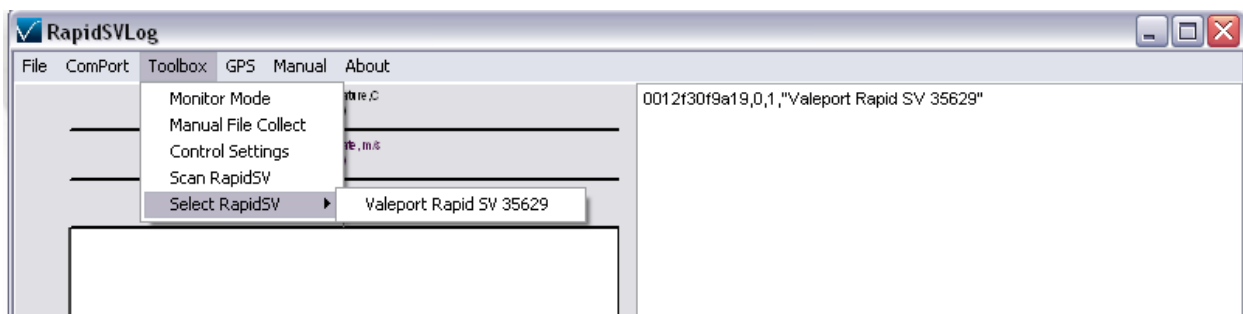 RapidSVLog
File ComPort Toolbox GPS Manual About
Monitor Mode
Manual File Collect
Control Settings
Scan RapidSV
Select RapidSV
Valeport Rapid SV 35629
,C
, m/s
0012f30f9a19,0,1,"Valeport Rapid SV 35629"